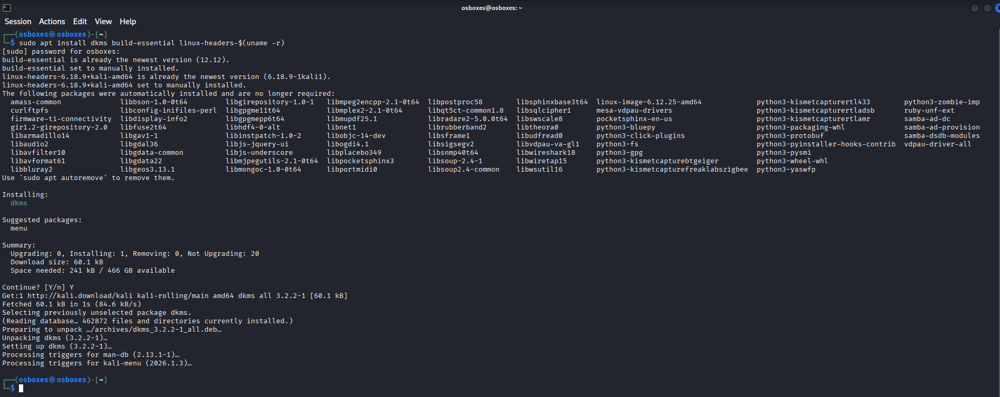 osboxes@osboxes: ~
Session Actions Edit View Help
┌──(osboxes㉿osboxes)-[~]
└─$ sudo apt install dkms build-essential linux-headers-$(uname -r)
[sudo] password for osboxes:
build-essential is already the newest version (12.12).
build-essential set to manually installed.
linux-headers-6.18.9+kali-amd64 is already the newest version (6.18.9-1kali1).
linux-headers-6.18.9+kali-amd64 set to manually installed.
The following packages were automatically installed and are no longer required:
amass-common libbson-1.0-0t64 libgirepository-1.0-1 libmpeg2encpp-2.1-0t64 libpostproc58 libsphinxbase3t64 linux-image-6.12.25-amd64 python3-kismetcapturertl433 python3-zombie-imp
curlftpfs libconfig-inifiles-perl libgpgme11t64 libmplex2-2.1-0t64 libqt5ct-common1.8 libsqlcipher1 mesa-vdpau-drivers python3-kismetcapturertladsb ruby-unf-ext
firmware-ti-connectivity libdisplay-info2 libgpgmepp6t64 libmupdf25.1 libradare2-5.0.0t64 libswscale8 pocketsphinx-en-us python3-kismetcapturertlamr samba-ad-dc
gir1.2-girepository-2.0 libfuse2t64 libhdf4-0-alt libnet1 librubberband2 libtheora0 python3-bluepy python3-packaging-whl samba-ad-provision
libarmadillo14 libgav1-1 libinstpatch-1.0-2 libobjc-14-dev libsframe1 libudfread0 python3-click-plugins python3-protobuf samba-dsdb-modules
libaudio2 libgdal36 libjs-jquery-ui libogdi4.1 libsigsegv2 libvdpau-va-gl1 python3-fs python3-pyinstaller-hooks-contrib vdpau-driver-all
libavfilter10 libgdata-common libjs-underscore libplacebo349 libsnmp40t64 libwireshark18 python3-gpg python3-pysmi
libavformat61 libgdata22 libmjpegutils-2.1-0t64 libpocketsphinx3 libsoup-2.4-1 libwiretap15 python3-kismetcapturebtgeiger python3-wheel-whl
libbluray2 libgeos3.13.1 libmongoc-1.0-0t64 libportmidi0 libsoup2.4-common libwsutil16 python3-kismetcapturefreaklabszigbee python3-yaswfp
Use 'sudo apt autoremove' to remove them.
Installing:
dkms
Suggested packages:
menu
Summary:
Upgrading: 0, Installing: 1, Removing: 0, Not Upgrading: 20
Download size: 60.1 kB
Space needed: 241 kB / 466 GB available
Continue? [Y/n] Y
Get:1 http://kali.download/kali kali-rolling/main amd64 dkms all 3.2.2-1 [60.1 kB]
Fetched 60.1 kB in 1s (84.6 kB/s)
Selecting previously unselected package dkms.
(Reading database… 462872 files and directories currently installed.)
Preparing to unpack …/archives/dkms_3.2.2-1_all.deb…
Unpacking dkms (3.2.2-1)…
Setting up dkms (3.2.2-1)…
Processing triggers for man-db (2.13.1-1)…
Processing triggers for kali-menu (2026.1.3)…
┌──(osboxes㉿osboxes)-[~]
└─$